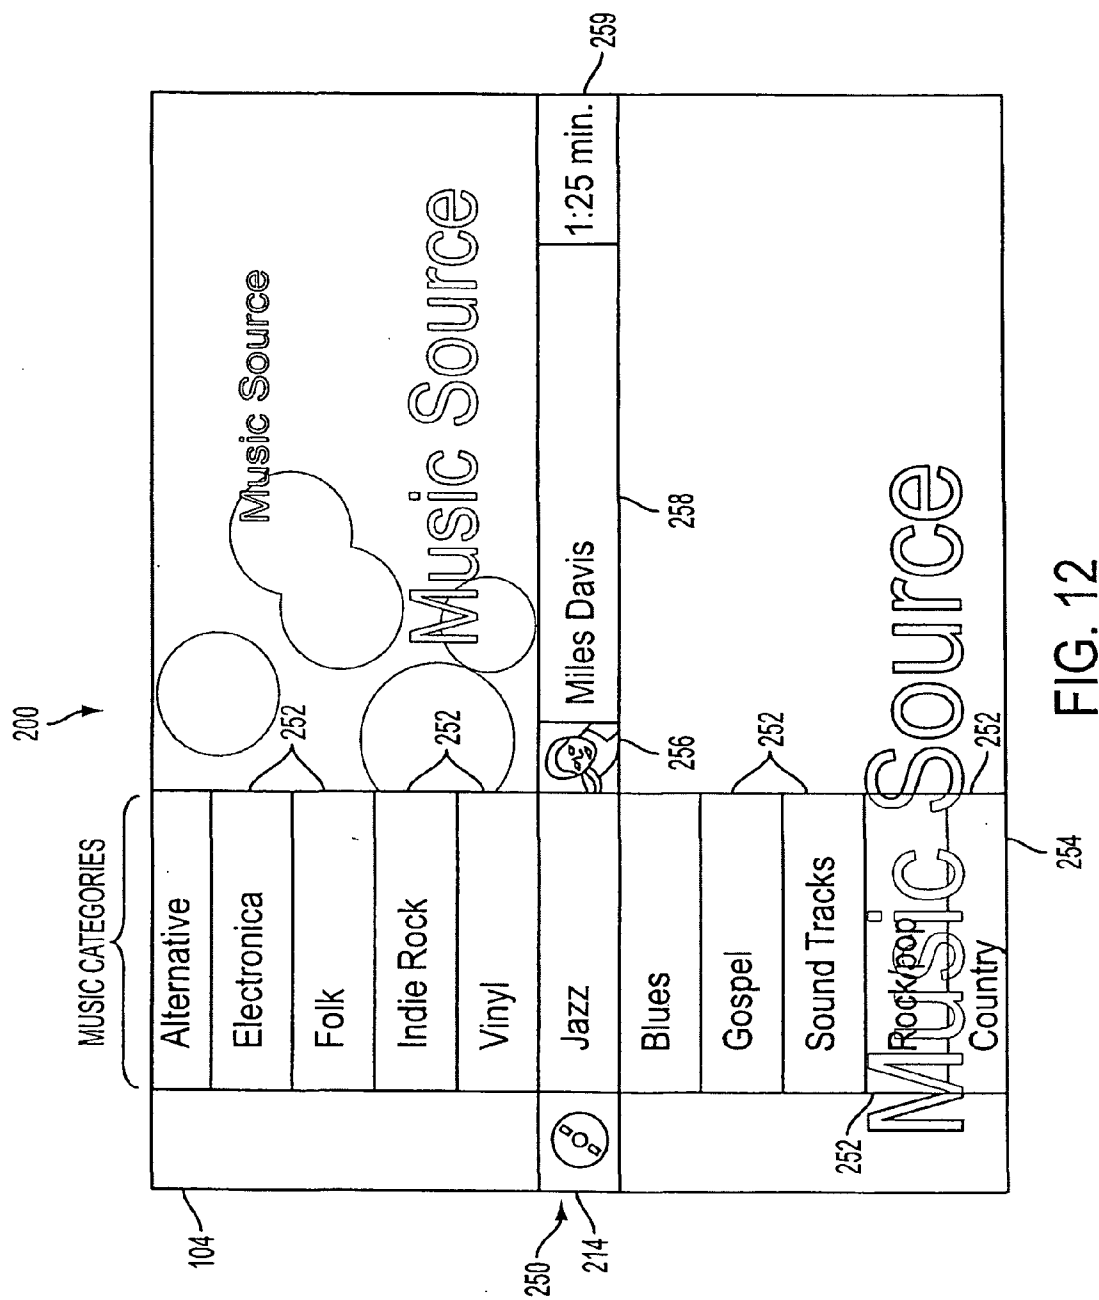 200
MUSIC CATEGORIES
104
Alternative
Electronica
252
Folk
Indie Rock
252
Vinyl
Music Source
Music Source
250
214
Jazz
256
Miles Davis
258
1:25 min.
259
Blues
Gospel
252
Sound Tracks
252
Rock/pop
Country
252
Music Source
254
FIG. 12